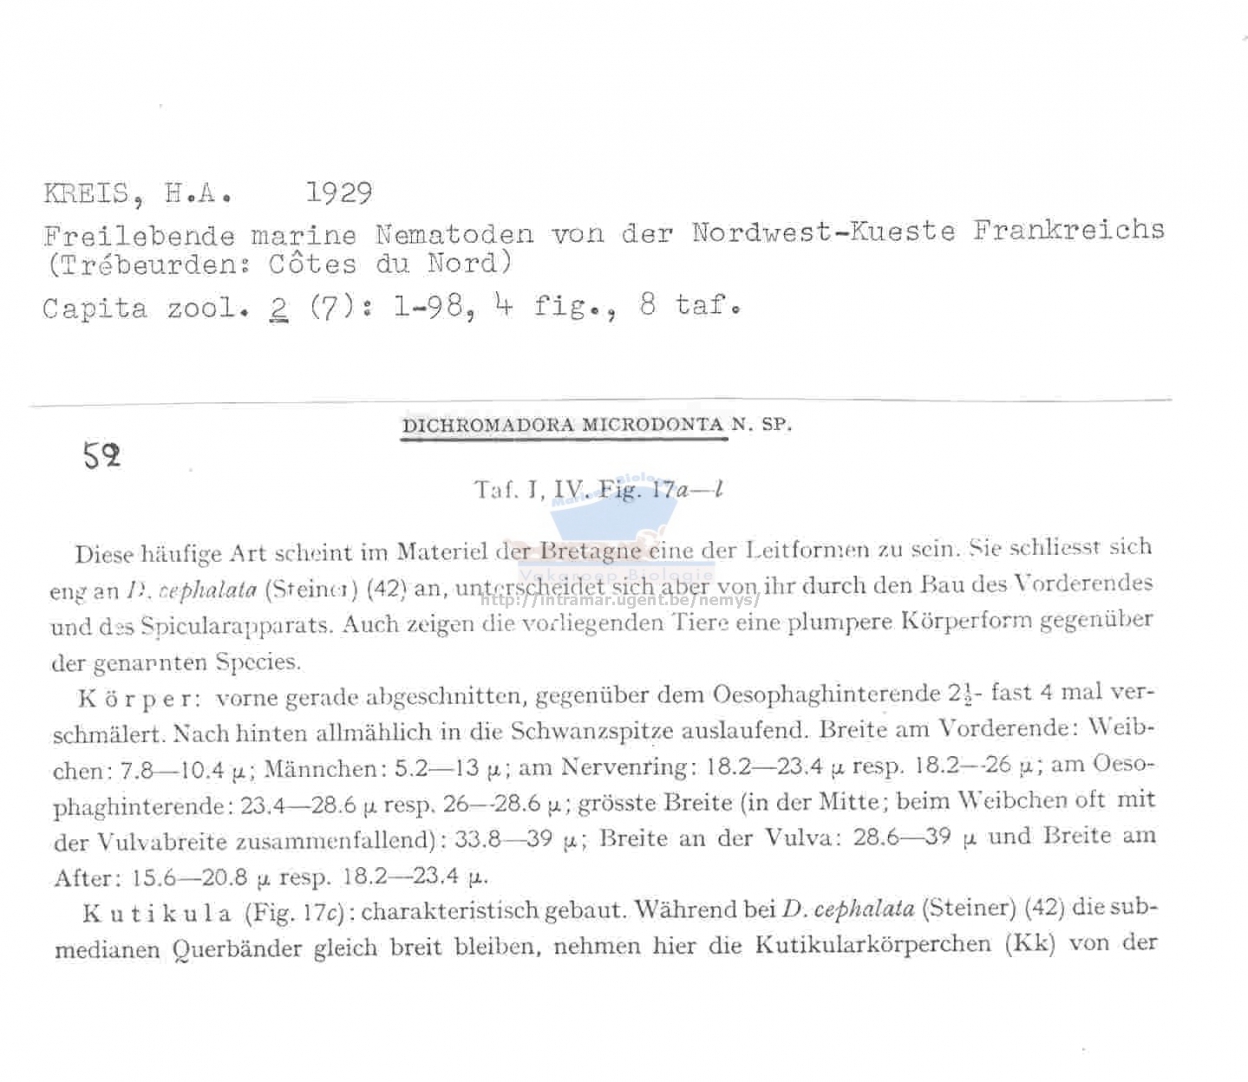 KREIS, H.A. 1929
Freilebende marine Nematoden von der Nordwest-Kueste Frankreichs
(Trébeurden: Côtes du Nord)
Capita zool. 2 (7): 1-98, 4 fig., 8 taf.
DICHROMADORA MICRODONTA N. SP.
52
Taf. I, IV. Fig. 17a—l
Diese häufige Art scheint im Materiel der Bretagne eine der Leitformen zu sein. Sie schliesst sich
eng an D. cephalata (Steiner) (42) an, unterscheidet sich aber von ihr durch den Bau des Vorderendes
http://intramar.ugent.be/nemys/
und des Spicularapparats. Auch zeigen die vorliegenden Tiere eine plumpere Körperform gegenüber
der genannten Species.
Körper: vorne gerade abgeschnitten, gegenüber dem Oesophaghinterende 2½- fast 4 mal ver-
schmälert. Nach hinten allmählich in die Schwanzspitze auslaufend. Breite am Vorderende: Weib-
chen: 7.8—10.4 µ; Männchen: 5.2—13 µ; am Nervenring: 18.2—23.4 µ resp. 18.2—26 µ; am Oeso-
phaghinterende: 23.4—28.6 µ resp. 26—28.6 µ; grösste Breite (in der Mitte; beim Weibchen oft mit
der Vulvabreite zusammenfallend): 33.8—39 µ; Breite an der Vulva: 28.6—39 µ und Breite am
After: 15.6—20.8 µ resp. 18.2—23.4 µ.
Kutikula (Fig. 17c): charakteristisch gebaut. Während bei D. cephalata (Steiner) (42) die sub-
medianen Querbänder gleich breit bleiben, nehmen hier die Kutikularkörperchen (Kk) von der